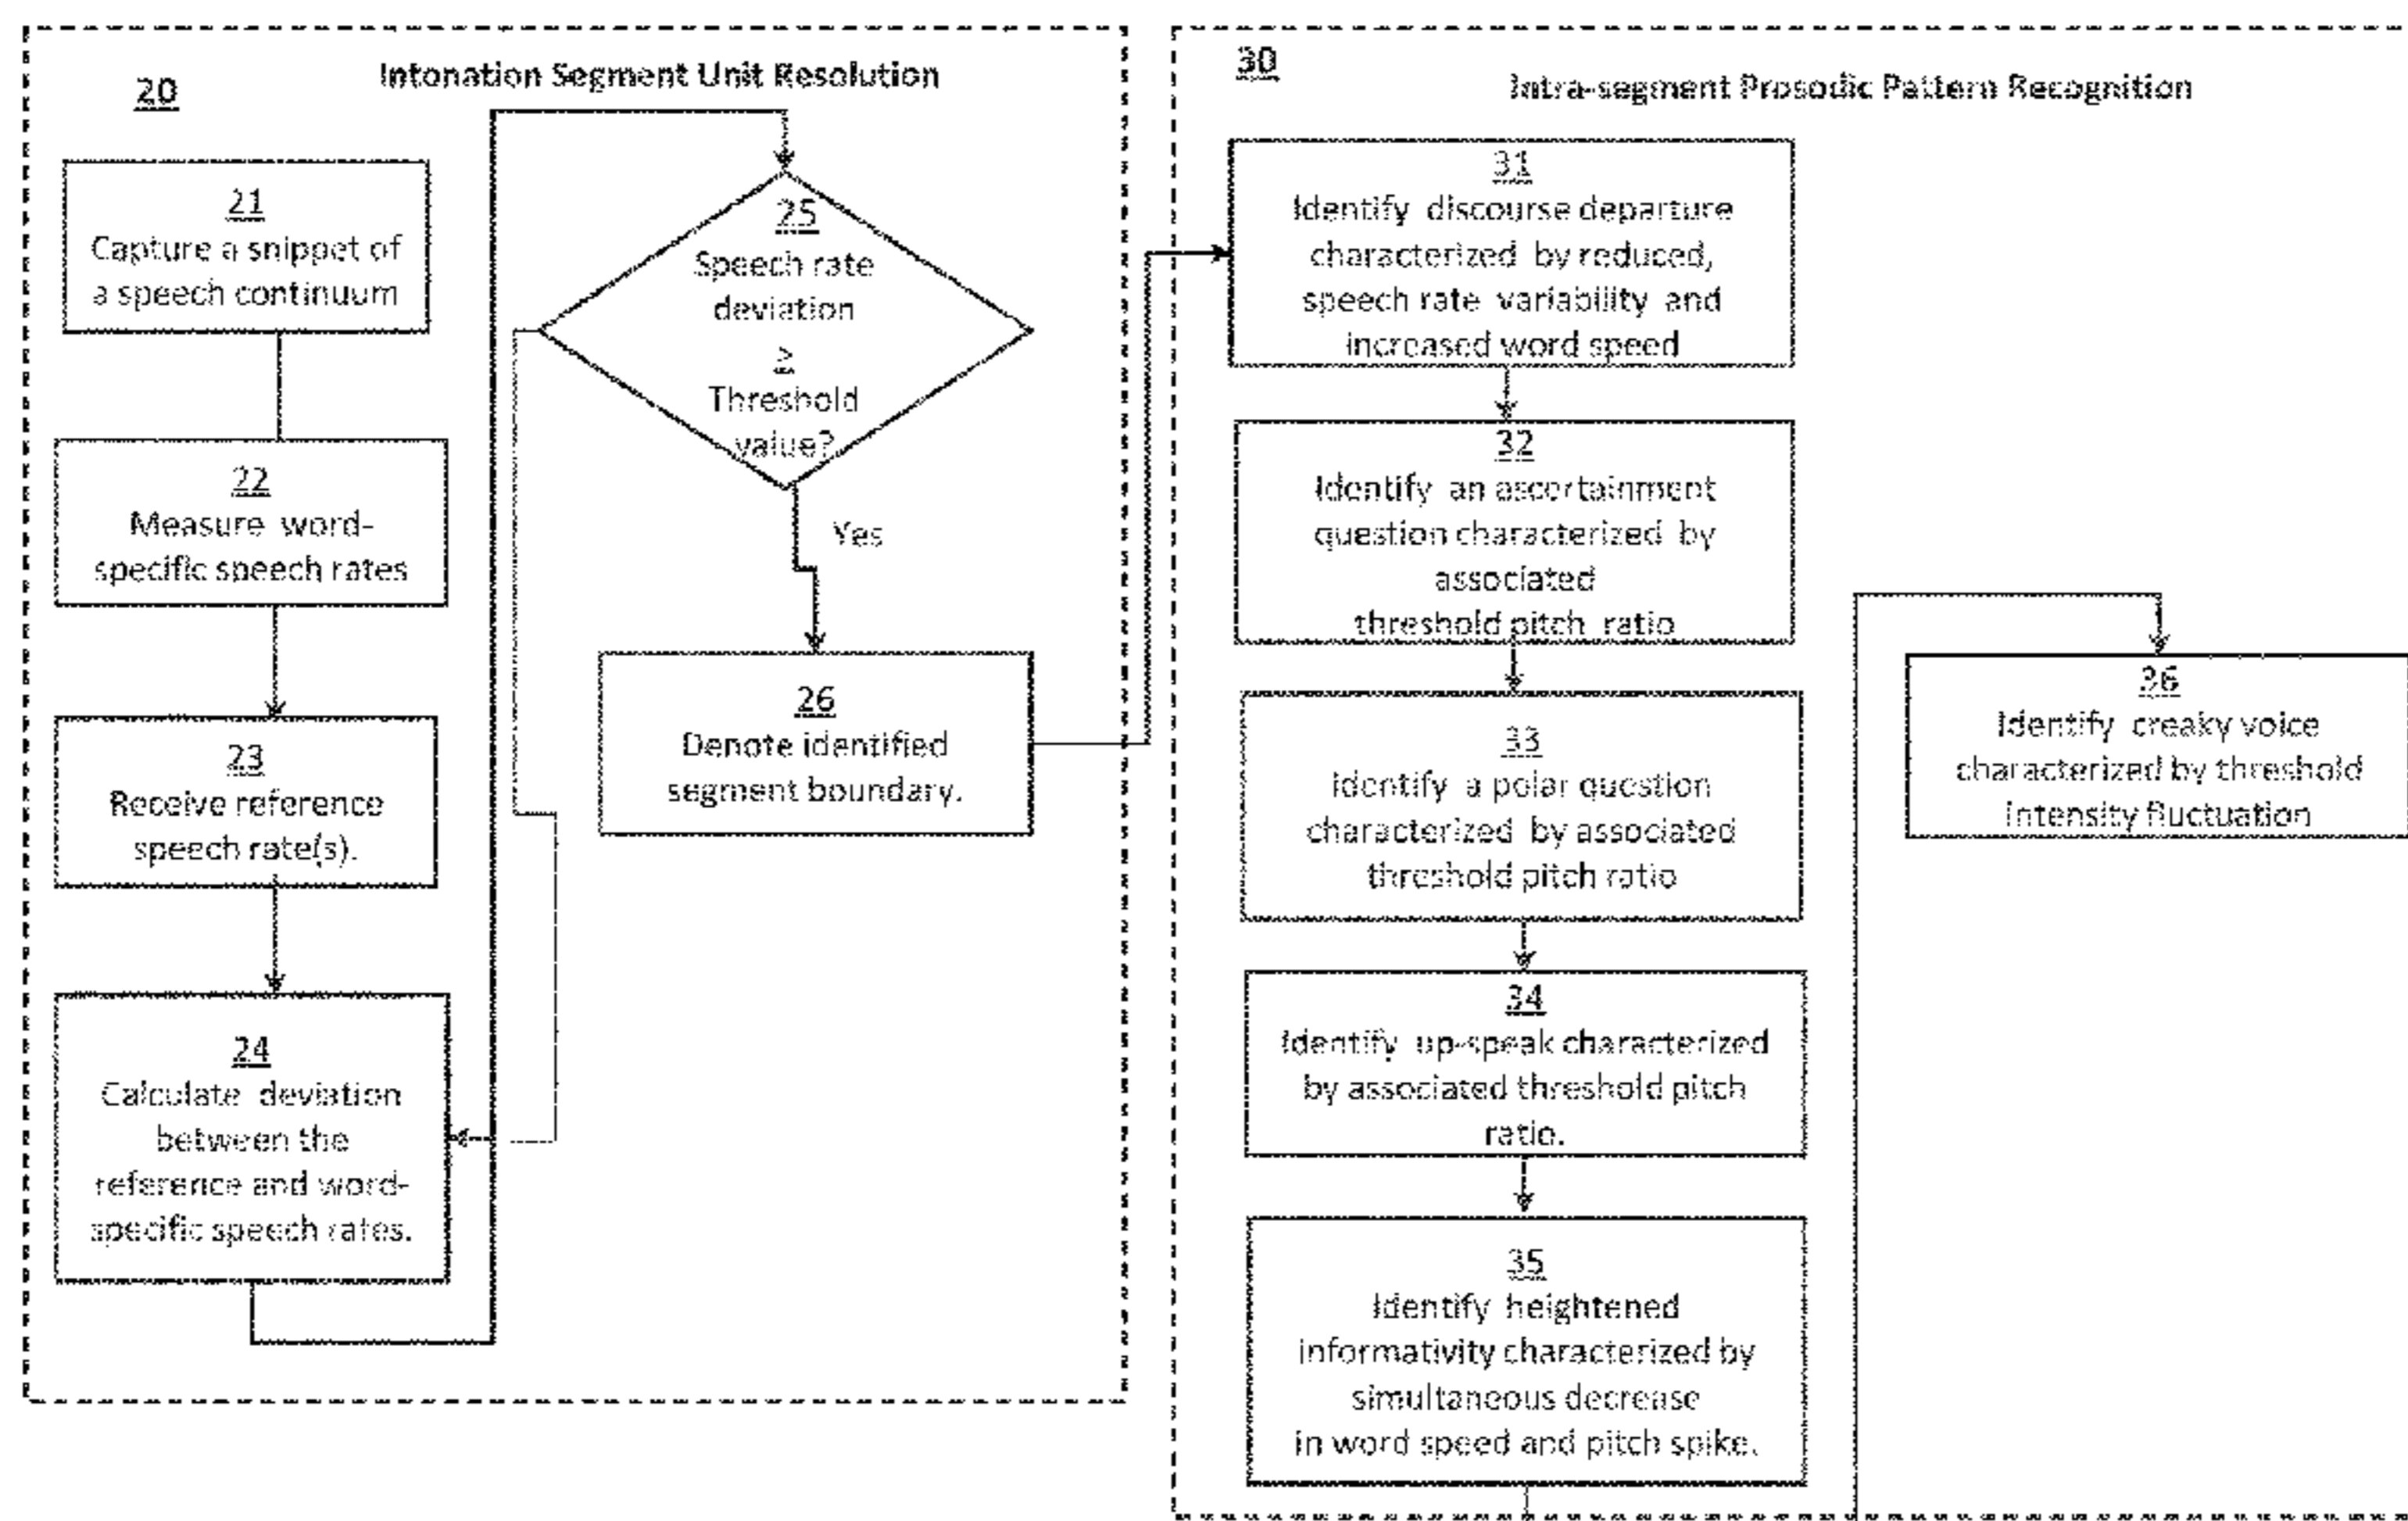 20
Intonation Segment Unit Resolution
21
Capture a snippet of
a speech continuum
22
Measure word-
specific speech rates
23
Receive reference
speech rate(s).
24
Calculate deviation
between the
reference and word-
specific speech rates.
25
Speech rate
deviation
≥
Threshold
value?
Yes
26
Denote identified
segment boundary.
30
Intra-segment Prosodic Pattern Recognition
31
Identify discourse departure
characterized by reduced,
speech rate variability and
increased word speed
32
Identify an ascertainment
question characterized by
associated
threshold pitch ratio
33
Identify a polar question
characterized by associated
threshold pitch ratio
34
Identify up-speak characterized
by associated threshold pitch
ratio.
35
Identify heightened
informativity characterized by
simultaneous decrease
in word speed and pitch spike.
36
Identify creaky voice
characterized by threshold
intensity fluctuation